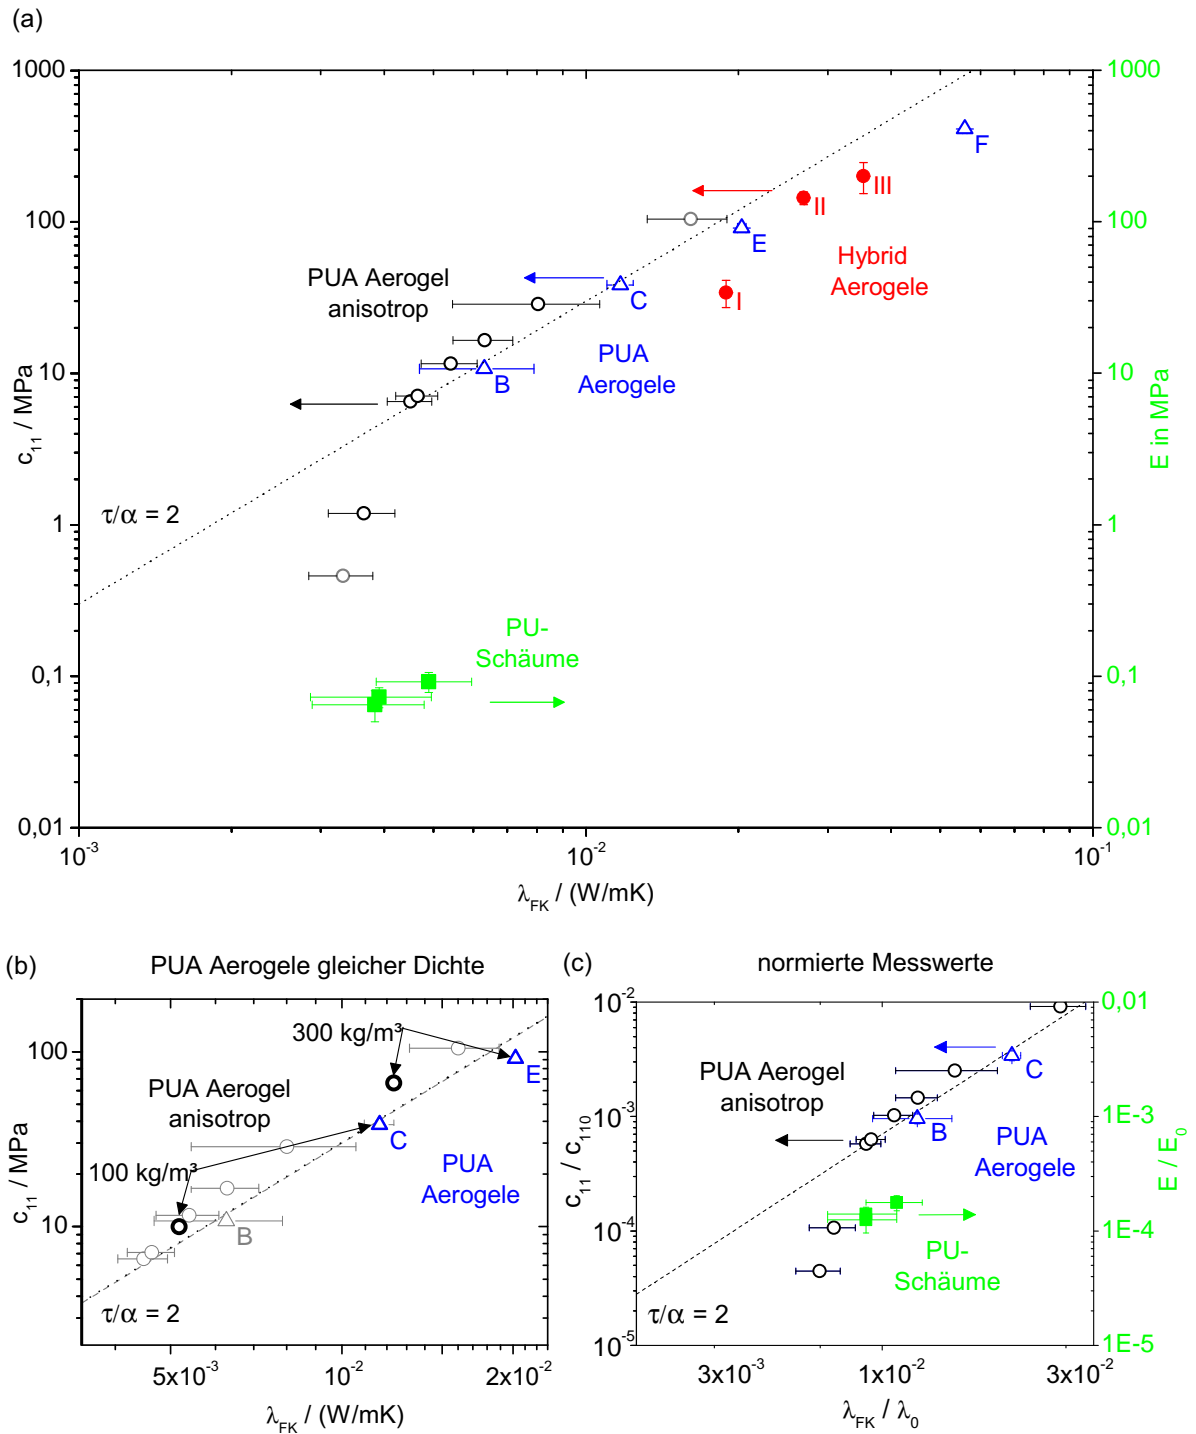 (a)
1000
100
10
1
0,1
0,01
c11 / MPa
1000
100
10
1
0,1
0,01
E in MPa
F
III
II
E
Hybrid
Aerogele
I
PUA Aerogel
anisotrop
C
PUA
Aerogele
B
τ/α = 2
PU-
Schäume
10-3
10-2
10-1
λFK / (W/mK)
(b)
PUA Aerogele gleicher Dichte
100
10
c11 / MPa
300 kg/m³
E
PUA Aerogel
anisotrop
C
100 kg/m³
PUA
Aerogele
B
τ/α = 2
5x10-3
10-2
2x10-2
λFK / (W/mK)
(c)
normierte Messwerte
10-2
10-3
10-4
10-5
c11 / c110
0,01
1E-3
1E-4
1E-5
E / E0
PUA Aerogel
anisotrop
C
B
PUA
Aerogele
PU-
Schäume
τ/α = 2
3x10-3
1x10-2
3x10-2
λFK / λ0